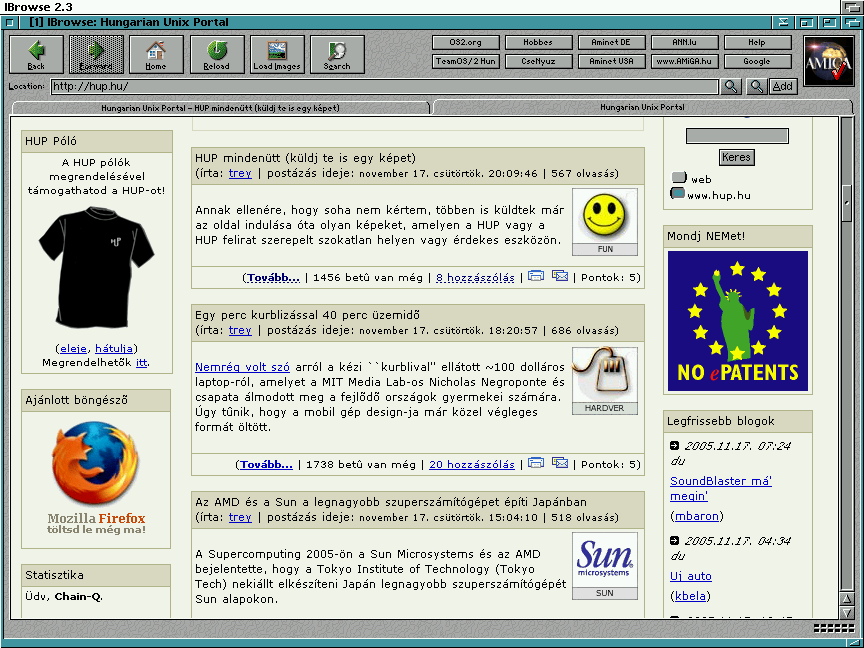 IBrowse 2.3
[1] IBrowse: Hungarian Unix Portal
Back
Forward
Home
Reload
Load Images
Search
OS2.org
Hobbes
Aminet DE
ANN.lu
Help
TeamOS/2 Hun
CseHyuz
Aminet USA
www.AMiGA.hu
Google
AMIGA
Location:
http://hup.hu/
Add
Hungarian Unix Portal - HUP mindenütt (küldj te is egy képet)
Hungarian Unix Portal
HUP Póló
A HUP pólók
megrendelésével
támogathatod a HUP-ot!
HUP
(eleje, hátulja)
Megrendelhetők itt.
Ajánlott böngésző
Mozilla Firefox
töltsd le még ma!
Statisztika
Üdv, Chain-Q.
HUP mindenütt (küldj te is egy képet)
(írta: trey | postázás ideje: november 17. csütörtök. 20:09:46 | 567 olvasás)
Annak ellenére, hogy soha nem kértem, többen is küldtek már
az oldal indulása óta olyan képeket, amelyen a HUP vagy a
HUP felirat szerepelt szokatlan helyen vagy érdekes eszközön.
FUN
(Tovább... | 1456 betû van még | 8 hozzászólás | Pontok: 5)
Egy perc kurblizással 40 perc üzemidő
(írta: trey | postázás ideje: november 17. csütörtök. 18:20:57 | 686 olvasás)
Nemrég volt szó arról a kézi ``kurblival'' ellátott ~100 dolláros
laptop-ról, amelyet a MIT Media Lab-os Nicholas Negroponte és
csapata álmodott meg a fejlődő országok gyermekei számára.
Úgy tűnik, hogy a mobil gép design-ja már közel végleges
formát öltött.
HARDVER
(Tovább... | 1738 betû van még | 20 hozzászólás | Pontok: 5)
Az AMD és a Sun a legnagyobb szuperszámítógépet építi Japánban
(írta: trey | postázás ideje: november 17. csütörtök. 15:04:10 | 518 olvasás)
A Supercomputing 2005-ön a Sun Microsystems és az AMD
bejelentette, hogy a Tokyo Institute of Technology (Tokyo
Tech) nekiállt elkészíteni Japán legnagyobb szuperszámítógépét
Sun alapokon.
Sun
microsystems
SUN
Keres
web
www.hup.hu
Mondj NEMet!
NO ePATENTS
Legfrissebb blogok
2005.11.17. 07:24
du
SoundBlaster má'
megin'
(mbaron)
2005.11.17. 04:34
du
Uj auto
(kbela)